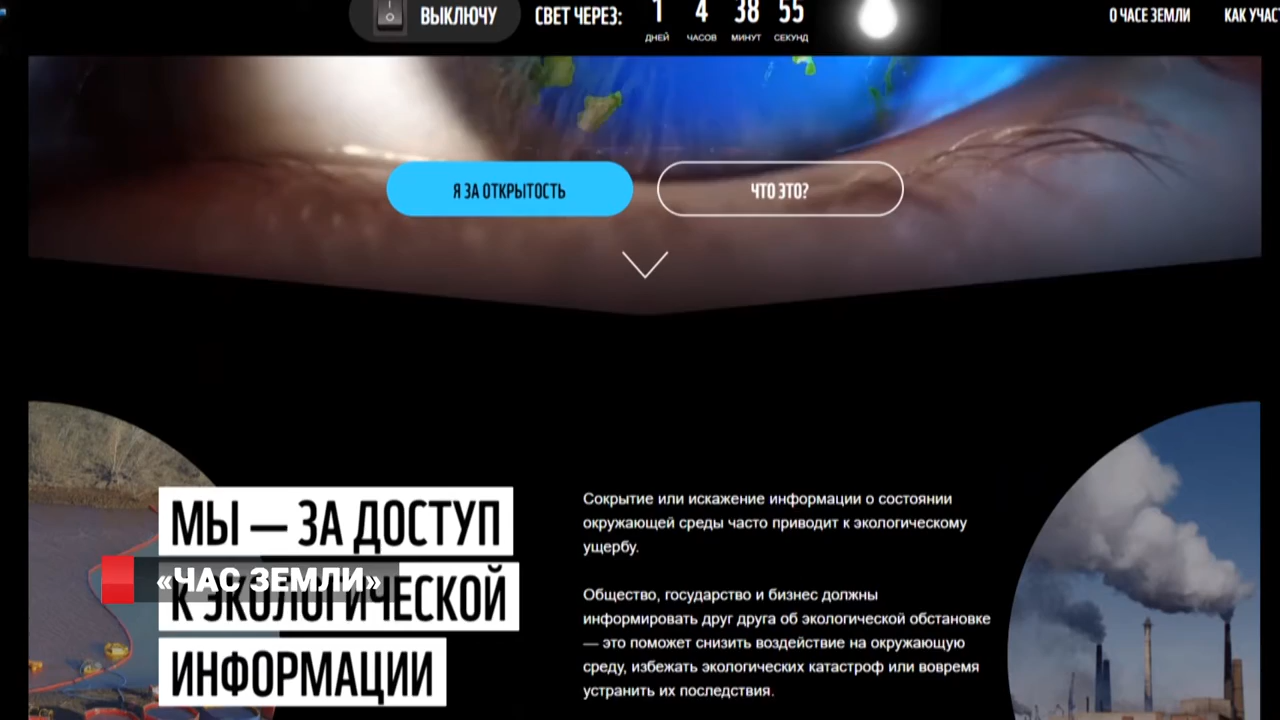 ВЫКЛЮЧУ СВЕТ ЧЕРЕЗ: 1 4 38 55
ДНЕЙ ЧАСОВ МИНУТ СЕКУНД
О ЧАСЕ ЗЕМЛИ КАК УЧАС
Я ЗА ОТКРЫТОСТЬ
ЧТО ЭТО?
МЫ — ЗА ДОСТУП
К ЭКОЛОГИЧЕСКОЙ
ИНФОРМАЦИИ
«ЧАС ЗЕМЛИ»
Сокрытие или искажение информации о состоянии
окружающей среды часто приводит к экологическому
ущербу.
Общество, государство и бизнес должны
информировать друг друга об экологической обстановке
— это поможет снизить воздействие на окружающую
среду, избежать экологических катастроф или вовремя
устранить их последствия.